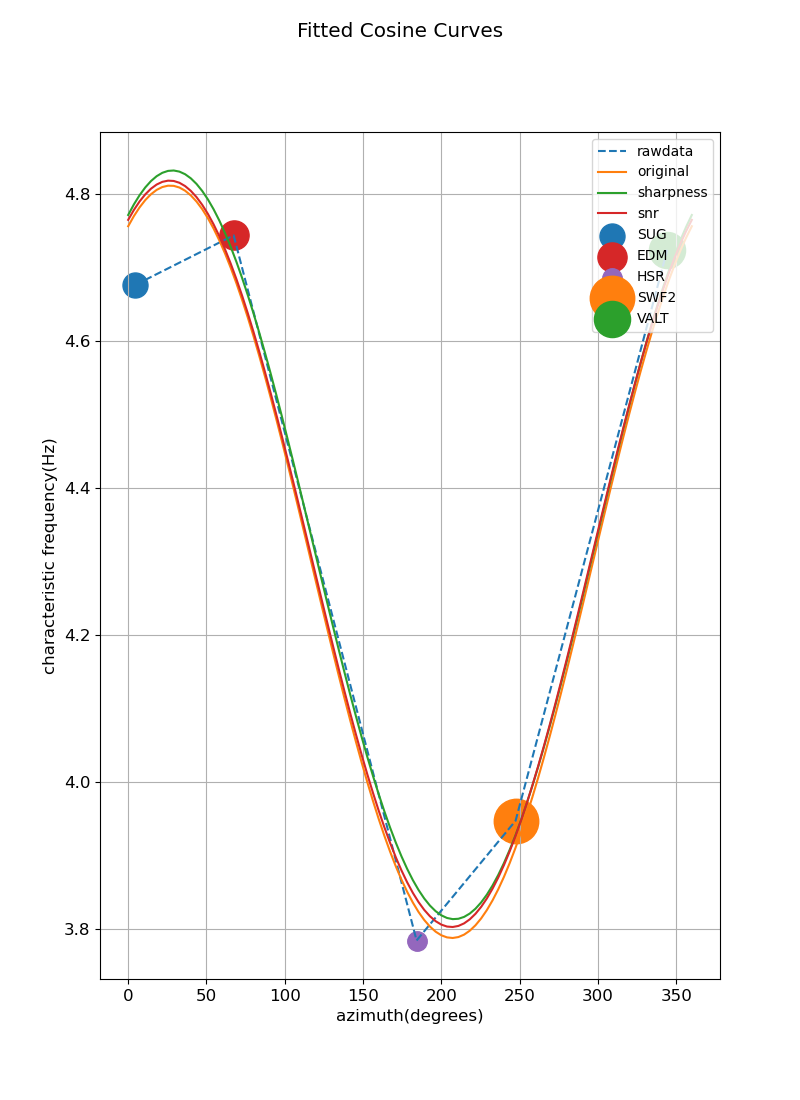 Fitted Cosine Curves
rawdata
original
sharpness
snr
SUG
EDM
HSR
SWF2
VALT
4.8
4.6
4.4
4.2
4.0
3.8
characteristic frequency(Hz)
0 50 100 150 200 250 300 350
azimuth(degrees)